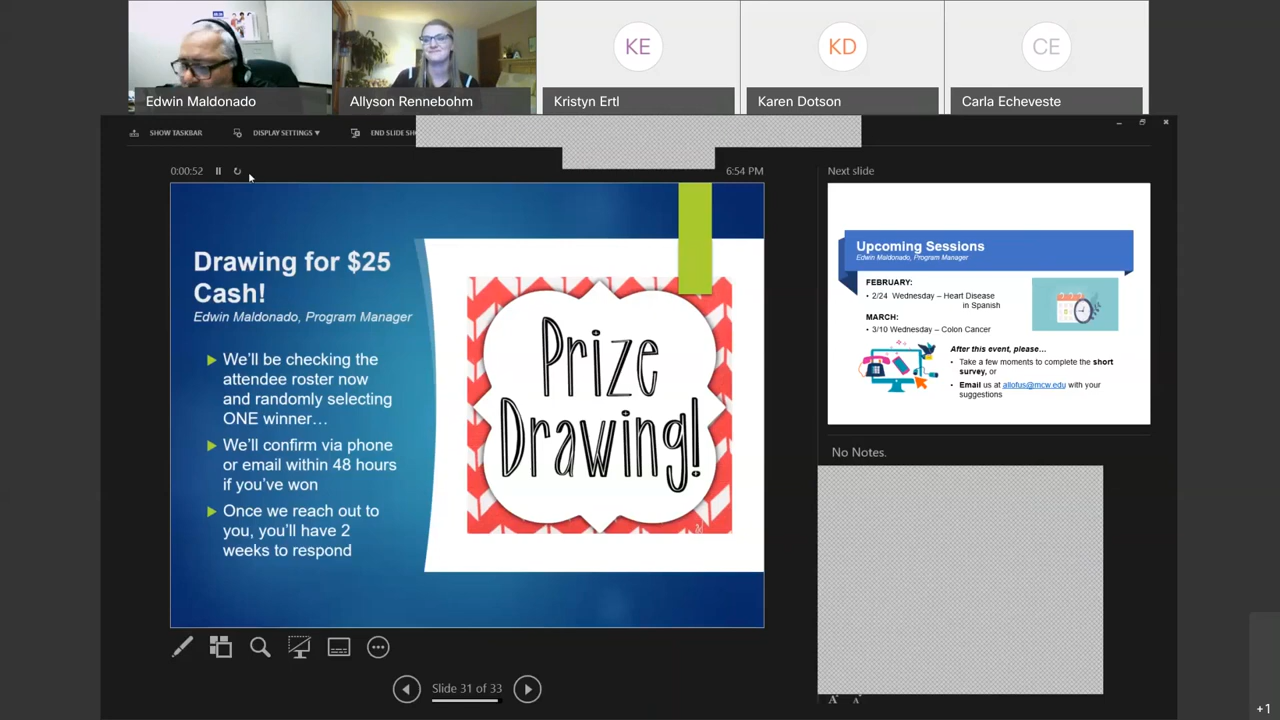 KE
KD
CE
Edwin Maldonado
Allyson Rennebohm
Kristyn Ertl
Karen Dotson
Carla Echeveste
SHOW TASKBAR
DISPLAY SETTINGS ▼
END SLIDE SH
0:00:52
6:54 PM
Drawing for $25
Cash!
Edwin Maldonado, Program Manager
We’ll be checking the
attendee roster now
and randomly selecting
ONE winner…
We’ll confirm via phone
or email within 48 hours
if you’ve won
Once we reach out to
you, you’ll have 2
weeks to respond
Prize
Drawing!
Slide 31 of 33
Next slide
Upcoming Sessions
Edwin Maldonado, Program Manager
FEBRUARY:
• 2/24 Wednesday – Heart Disease
in Spanish
MARCH:
• 3/10 Wednesday – Colon Cancer
After this event, please…
• Take a few moments to complete the short
survey, or
• Email us at allofus@mcw.edu with your
suggestions
No Notes.
A A
+1